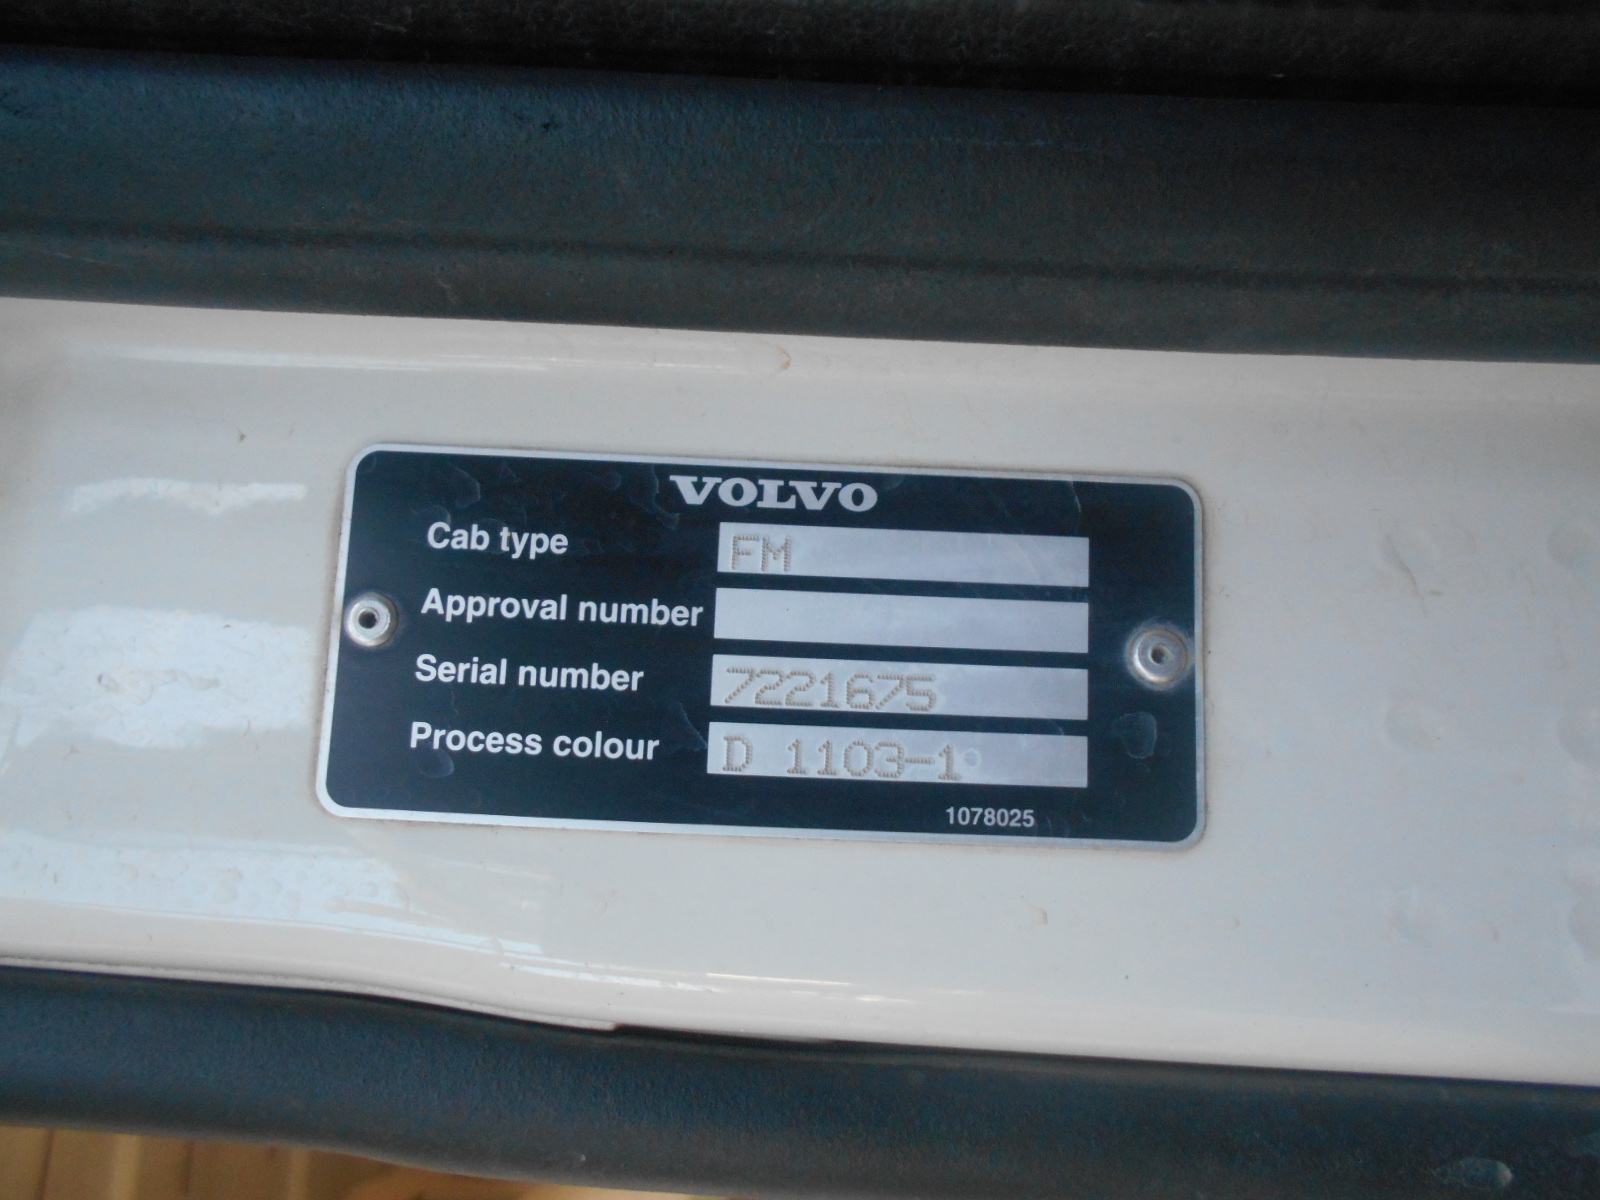 VOLVO
Cab type FM
Approval number
Serial number 7221675
Process colour D 1103-1
1078025